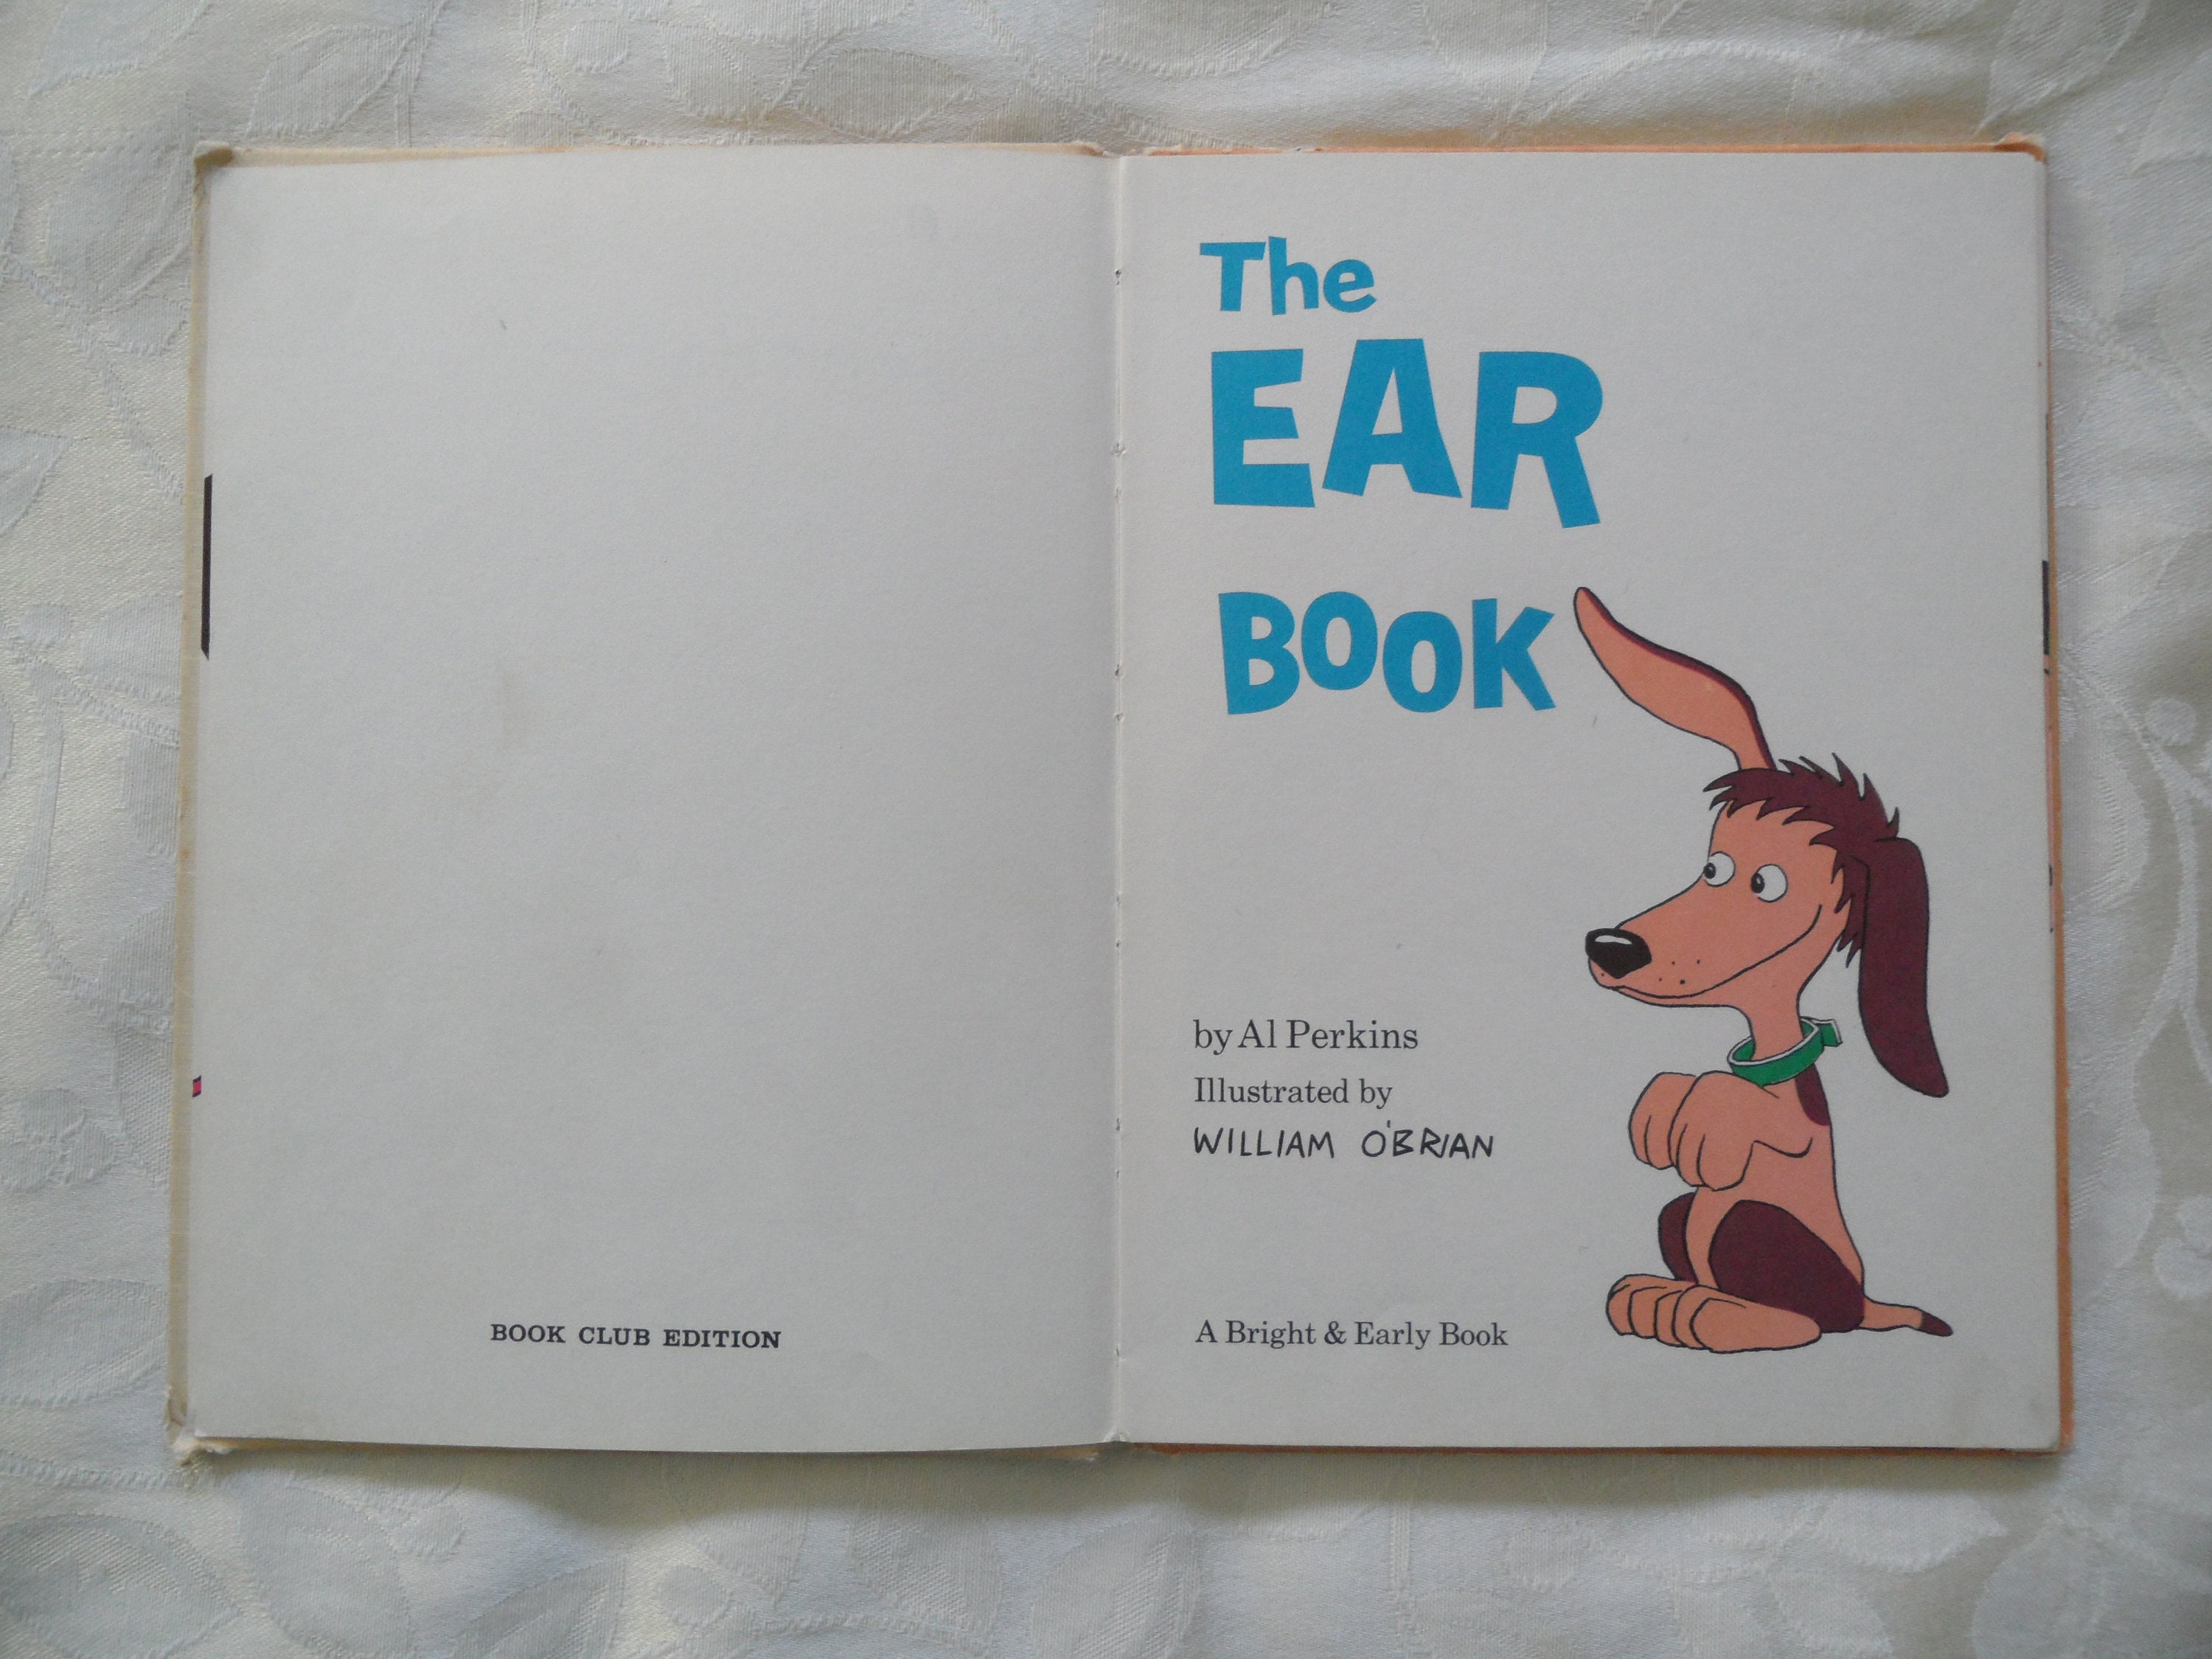 BOOK CLUB EDITION
The
EAR
BOOK
by Al Perkins
Illustrated by
WILLIAM O'BRIAN
A Bright & Early Book